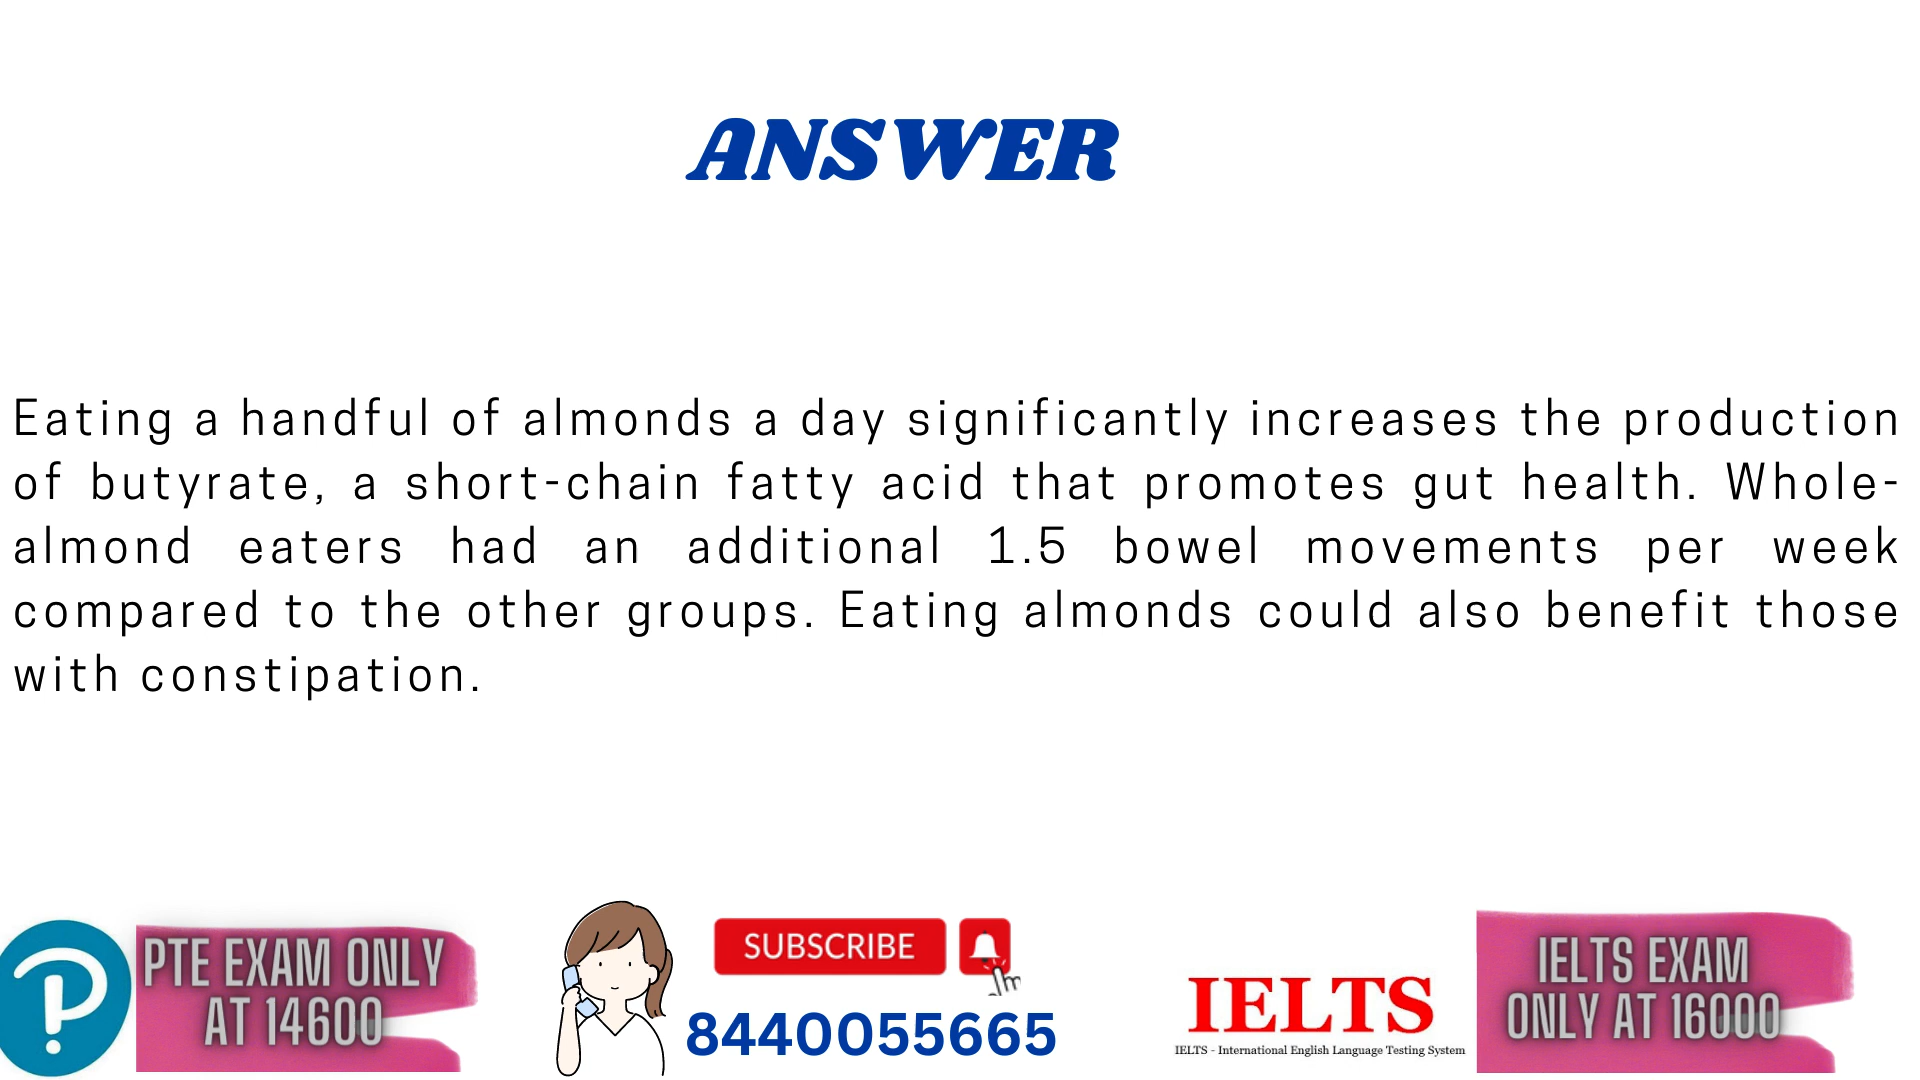 ANSWER
Eating a handful of almonds a day significantly increases the production
of butyrate, a short-chain fatty acid that promotes gut health. Whole-
almond eaters had an additional 1.5 bowel movements per week
compared to the other groups. Eating almonds could also benefit those
with constipation.
PTE EXAM ONLY
AT 14600
SUBSCRIBE
8440055665
IELTS
IELTS - International English Language Testing System
IELTS EXAM
ONLY AT 16000